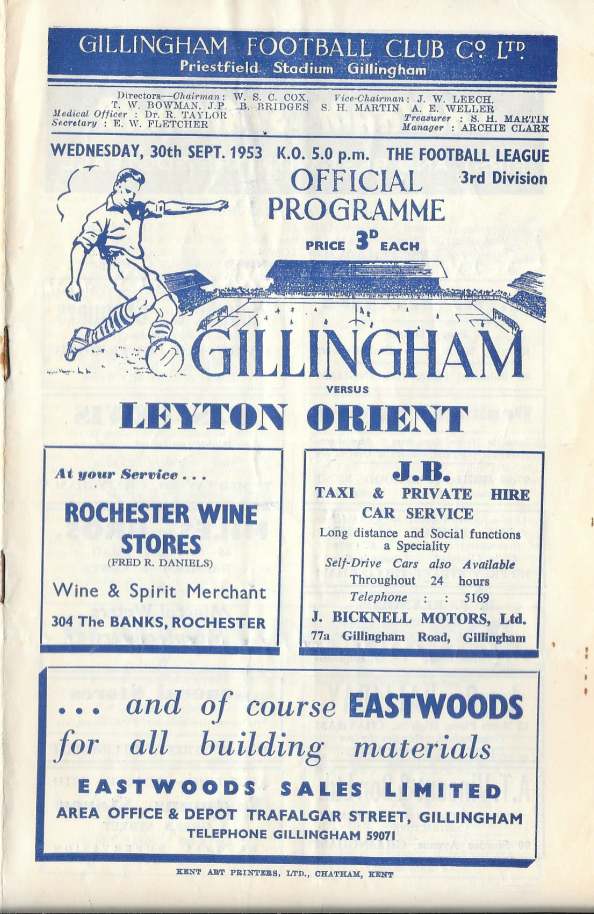 GILLINGHAM FOOTBALL CLUB Co LTD.
Priestfield Stadium Gillingham
Directors—Chairman: W. S. C. COX, Vice-Chairman: J. W. LEECH,
T. W. BOWMAN, J.P. B. BRIDGES S. H. MARTIN A. E. WELLER
Medical Officer : Dr. R. TAYLOR Treasurer : S. H. MARTIN
Secretary : E. W. FLETCHER Manager : ARCHIE CLARK
WEDNESDAY, 30th SEPT. 1953 K.O. 5.0 p.m. THE FOOTBALL LEAGUE
3rd Division
OFFICIAL
PROGRAMME
PRICE 3D EACH
GILLINGHAM
VERSUS
LEYTON ORIENT
At your Service . . .
ROCHESTER WINE
STORES
(FRED R. DANIELS)
Wine & Spirit Merchant
304 The BANKS, ROCHESTER
J.B.
TAXI & PRIVATE HIRE
CAR SERVICE
Long distance and Social functions
a Speciality
Self-Drive Cars also Available
Throughout 24 hours
Telephone : : 5169
J. BICKNELL MOTORS, Ltd.
77a Gillingham Road, Gillingham
. . . and of course EASTWOODS
for all building materials
EASTWOODS SALES LIMITED
AREA OFFICE & DEPOT TRAFALGAR STREET, GILLINGHAM
TELEPHONE GILLINGHAM 59071
KENT ART PRINTERS, LTD., CHATHAM, KENT